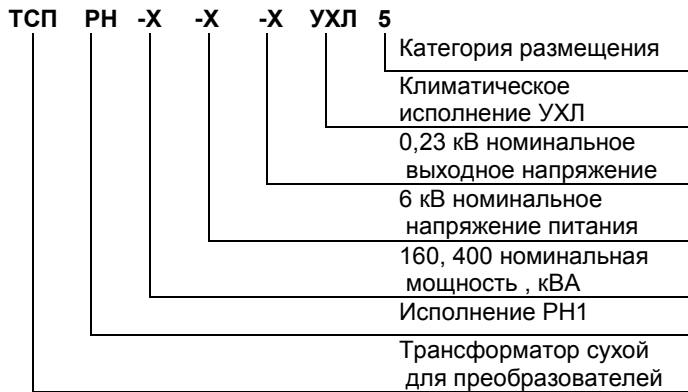 ТСП РН -Х -Х -Х УХЛ 5
Категория размещения
Климатическое
исполнение УХЛ
0,23 кВ номинальное
выходное напряжение
6 кВ номинальное
напряжение питания
160, 400 номинальная
мощность , кВА
Исполнение РН1
Трансформатор сухой
для преобразователей